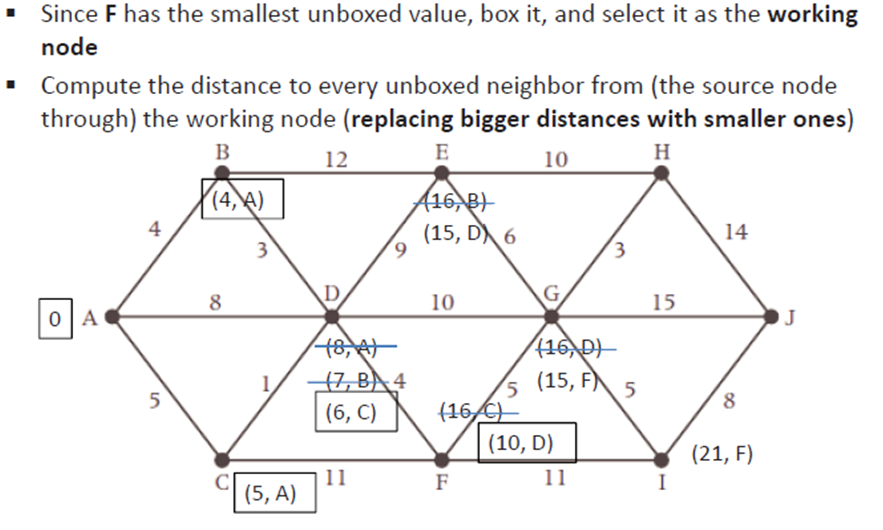 ▪ Since F has the smallest unboxed value, box it, and select it as the working
node
▪ Compute the distance to every unboxed neighbor from (the source node
through) the working node (replacing bigger distances with smaller ones)
B 12 E 10 H
(4, A) (16, B)
4 3 9 (15, D) 6 3 14
0 A 8 D 10 G 15 J
(8, A) (16, D)
5 1 (7, B) 4 5 (15, F) 5 8
(6, C) (16, C)
(10, D) (21, F)
C (5, A) 11 F 11 I